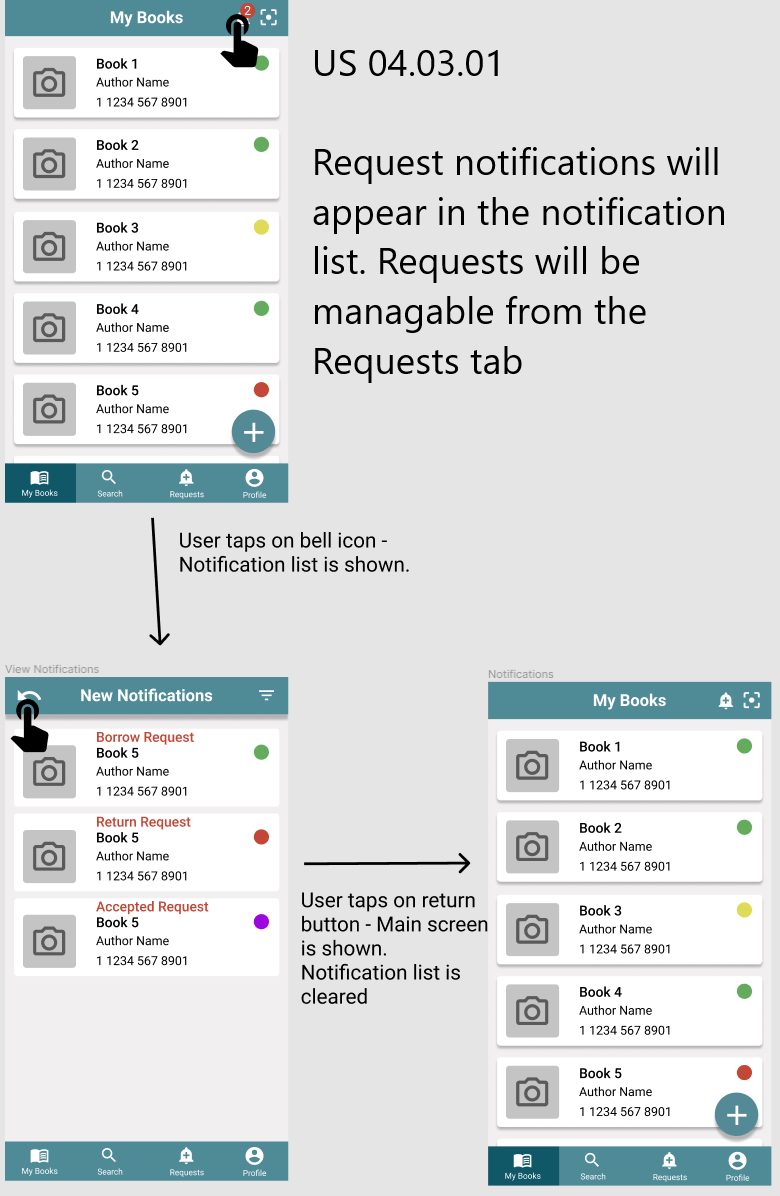 My Books
2
Book 1
Author Name
1 1234 567 8901
Book 2
Author Name
1 1234 567 8901
Book 3
Author Name
1 1234 567 8901
Book 4
Author Name
1 1234 567 8901
Book 5
Author Name
1 1234 567 8901
My Books
Search
Requests
Profile
US 04.03.01
Request notifications will
appear in the notification
list. Requests will be
managable from the
Requests tab
User taps on bell icon -
Notification list is shown.
View Notifications
New Notifications
Borrow Request
Book 5
Author Name
1 1234 567 8901
Return Request
Book 5
Author Name
1 1234 567 8901
Accepted Request
Book 5
Author Name
1 1234 567 8901
My Books
Search
Requests
Profile
User taps on return
button - Main screen
is shown.
Notification list is
cleared
Notifications
My Books
Book 1
Author Name
1 1234 567 8901
Book 2
Author Name
1 1234 567 8901
Book 3
Author Name
1 1234 567 8901
Book 4
Author Name
1 1234 567 8901
Book 5
Author Name
1 1234 567 8901
My Books
Search
Requests
Profile